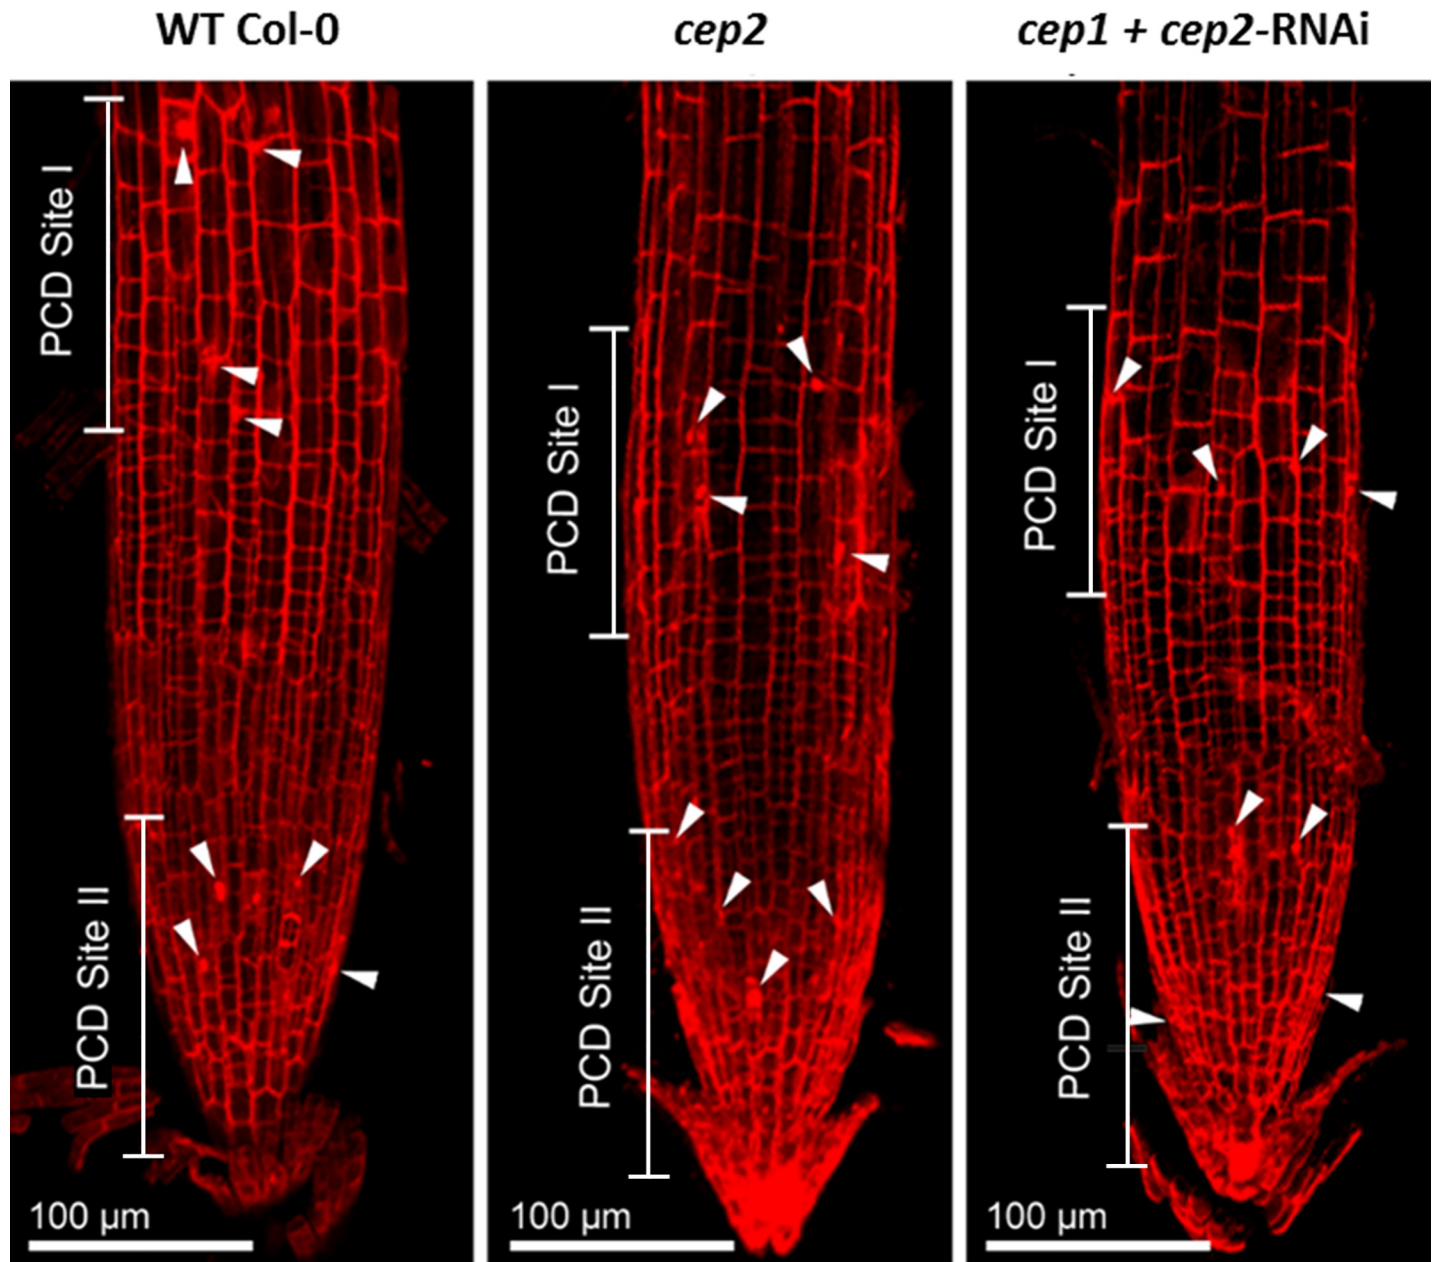 WT Col-0
cep2
cep1 + cep2-RNAi
PCD Site I
PCD Site I
PCD Site I
PCD Site II
PCD Site II
PCD Site II
100 µm
100 µm
100 µm